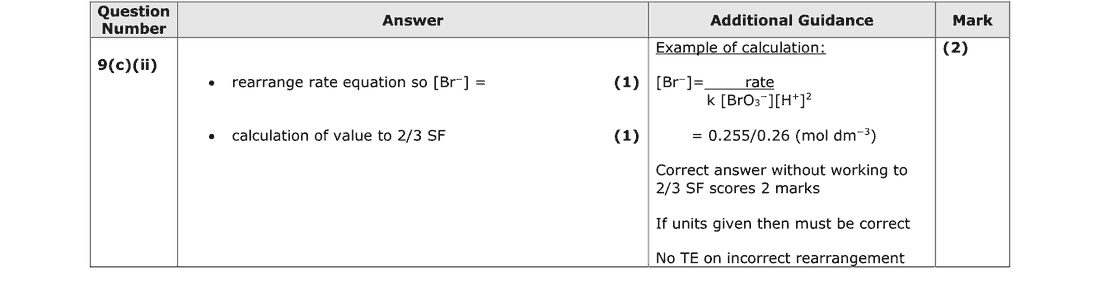 Question Number
Answer
Additional Guidance
Mark
9(c)(ii)
Example of calculation:
(2)
• rearrange rate equation so [Br⁻] = (1)
[Br⁻]= rate
k [BrO₃⁻][H⁺]²
• calculation of value to 2/3 SF (1)
= 0.255/0.26 (mol dm⁻³)
Correct answer without working to
2/3 SF scores 2 marks
If units given then must be correct
No TE on incorrect rearrangement